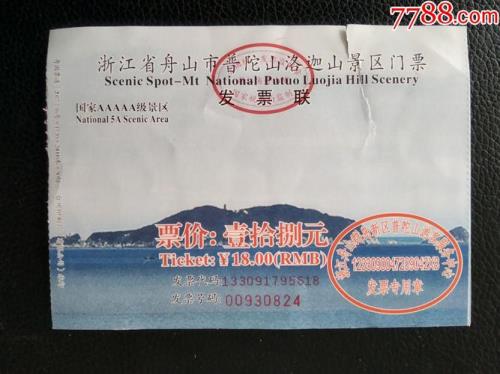 7788.com
浙江省舟山市普陀山洛迦山景区门票
Scenic Spot-Mt National Putuo Luojia Hill Scenery
发票联
国家AAAAA级景区
National 5A Scenic Area
票价:壹拾捌元
Ticket:¥18.00(RMB)
发票代码:133091795518
发票号码:00930824
发票专用章